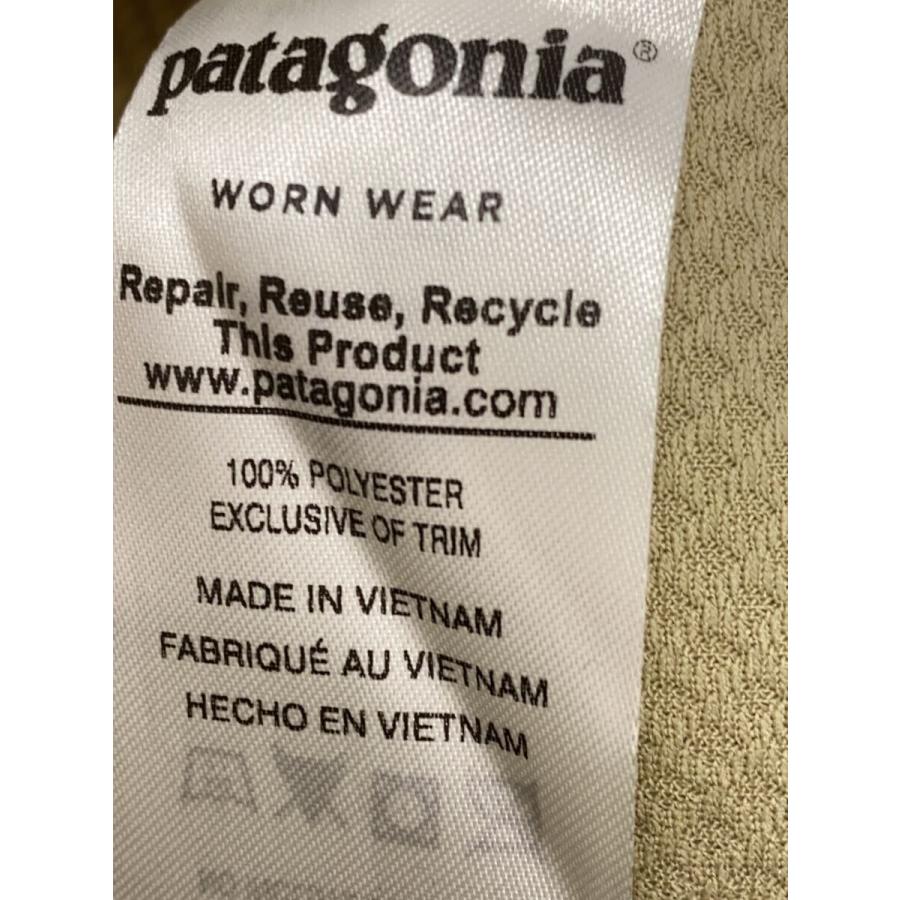 patagonia®
WORN WEAR
Repair, Reuse, Recycle
This Product
www.patagonia.com
100% POLYESTER
EXCLUSIVE OF TRIM
MADE IN VIETNAM
FABRIQUÉ AU VIETNAM
HECHO EN VIETNAM